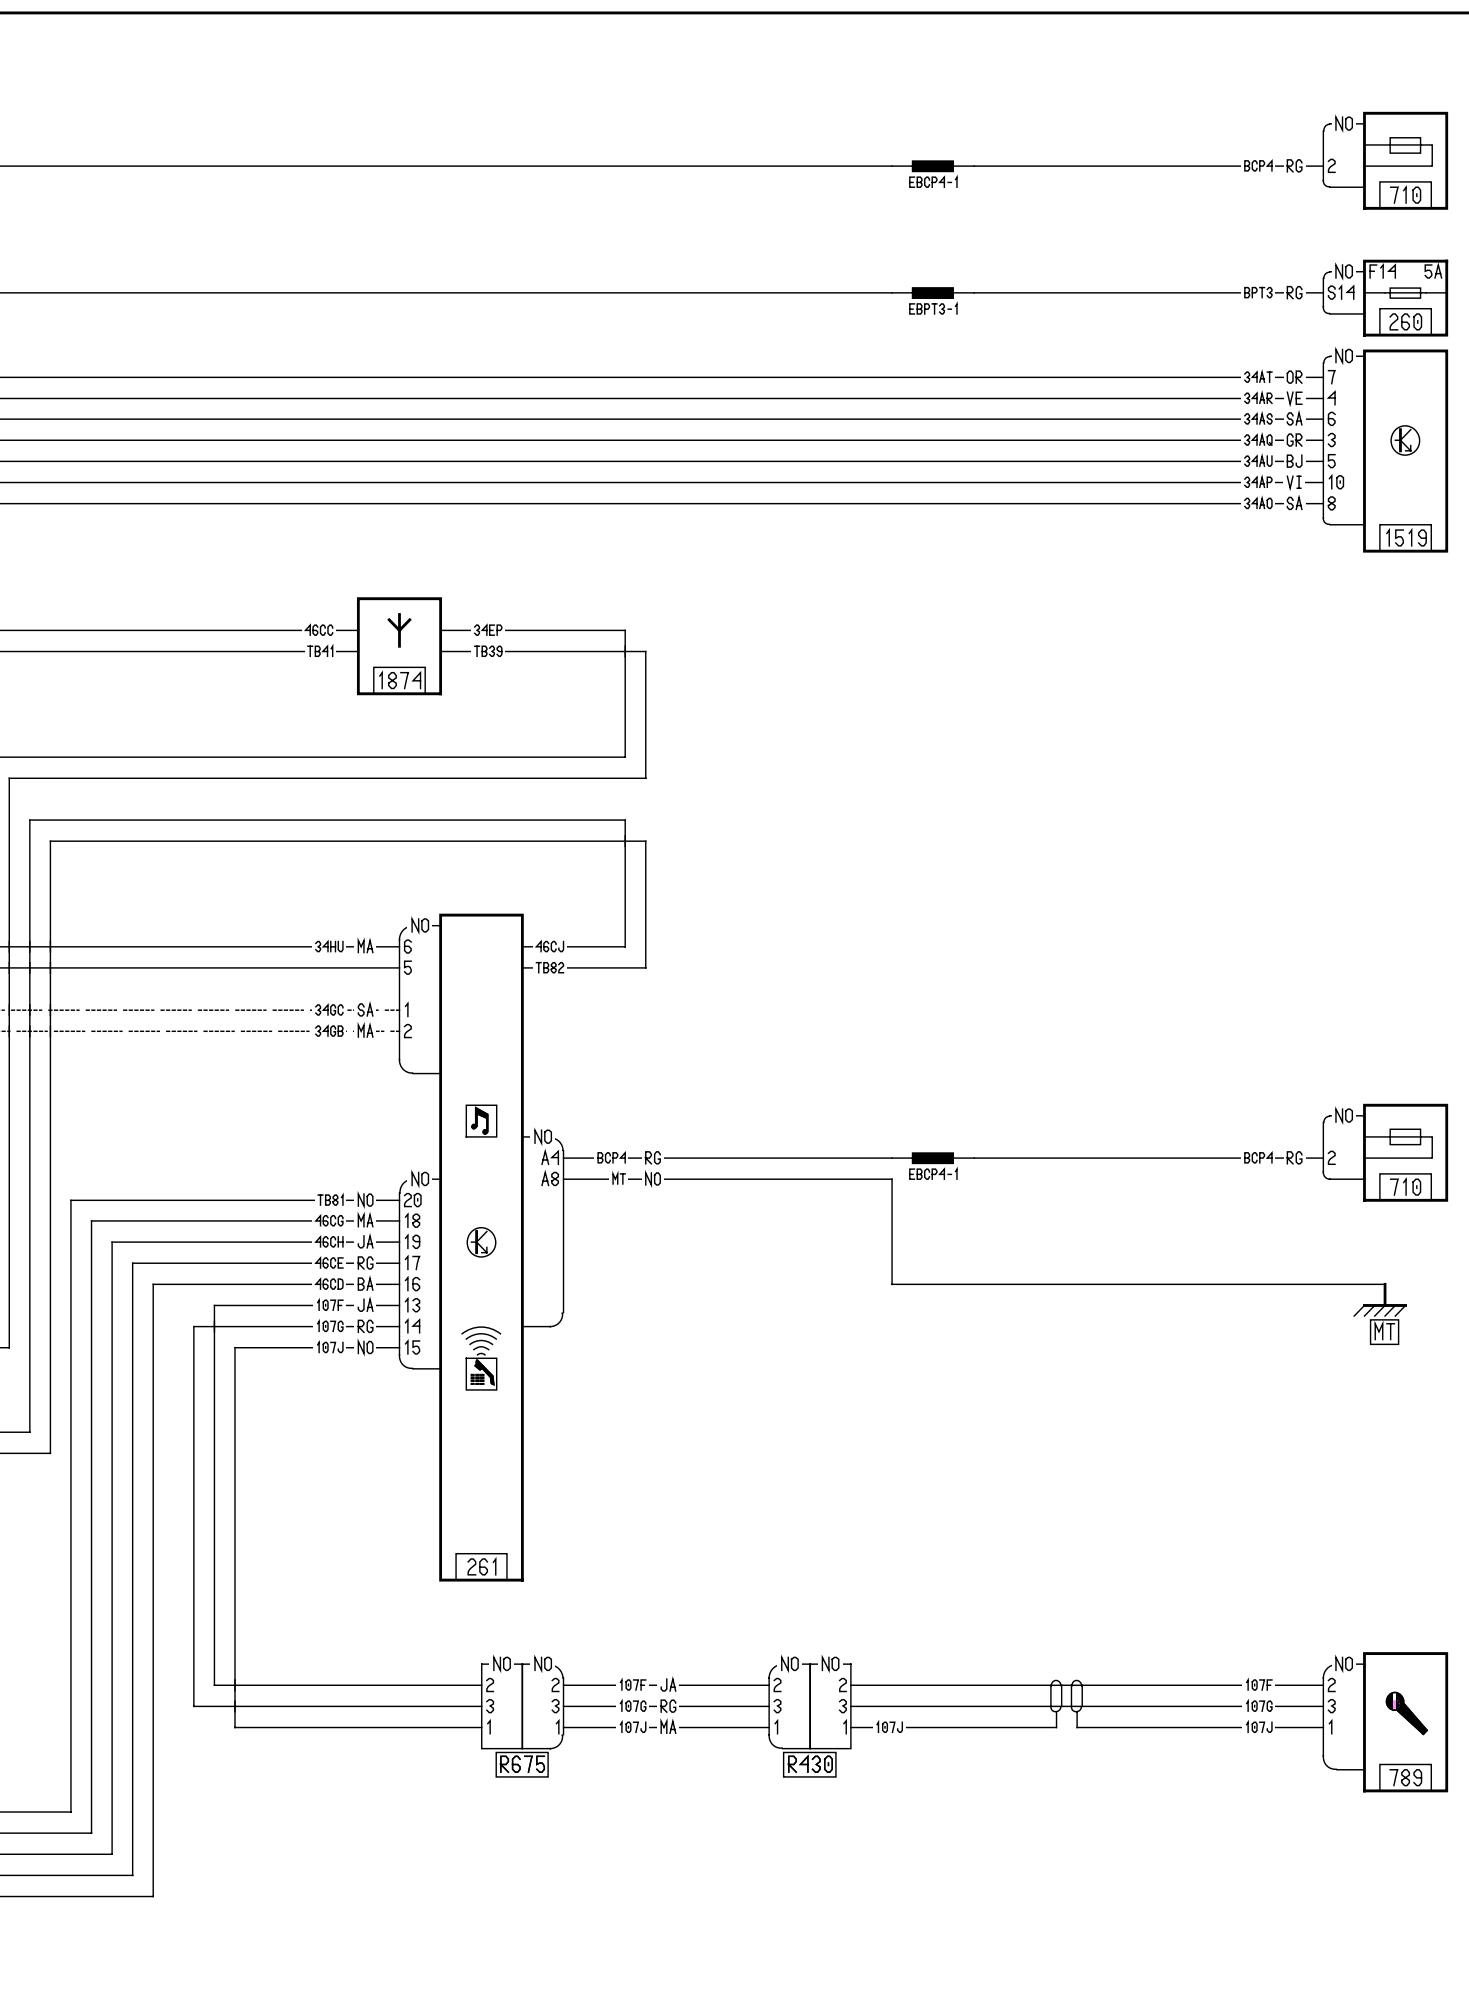 NO
BCP4 RG 2
EBCP4-1
710
NO F14 5A
BPT3 RG S14
EBPT3-1
260
NO
34AT OR 7
34AR VE 4
34AS SA 6
34AQ GR 3
34AU BJ 5
34AP VI 10
34AO SA 8
1519
46CC 34EP
TB41 TB39
1874
NO
34HU MA 6 46CJ
5 TB82
34GC SA 1
34GB MA 2
NO NO
A4 BCP4 RG BCP4 RG 2
EBCP4-1
A8 MT NO
710
NO
TB81 NO 20
46CG MA 18
46CH JA 19
46CE RG 17
46CD BA 16
107F JA 13
107G RG 14
107J NO 15
MT
261
NO NO NO NO NO
2 2 107F JA 2 2 107F 2
3 3 107G RG 3 3 107G 3
1 1 107J MA 1 1 107J 107J 1
R675 R430 789